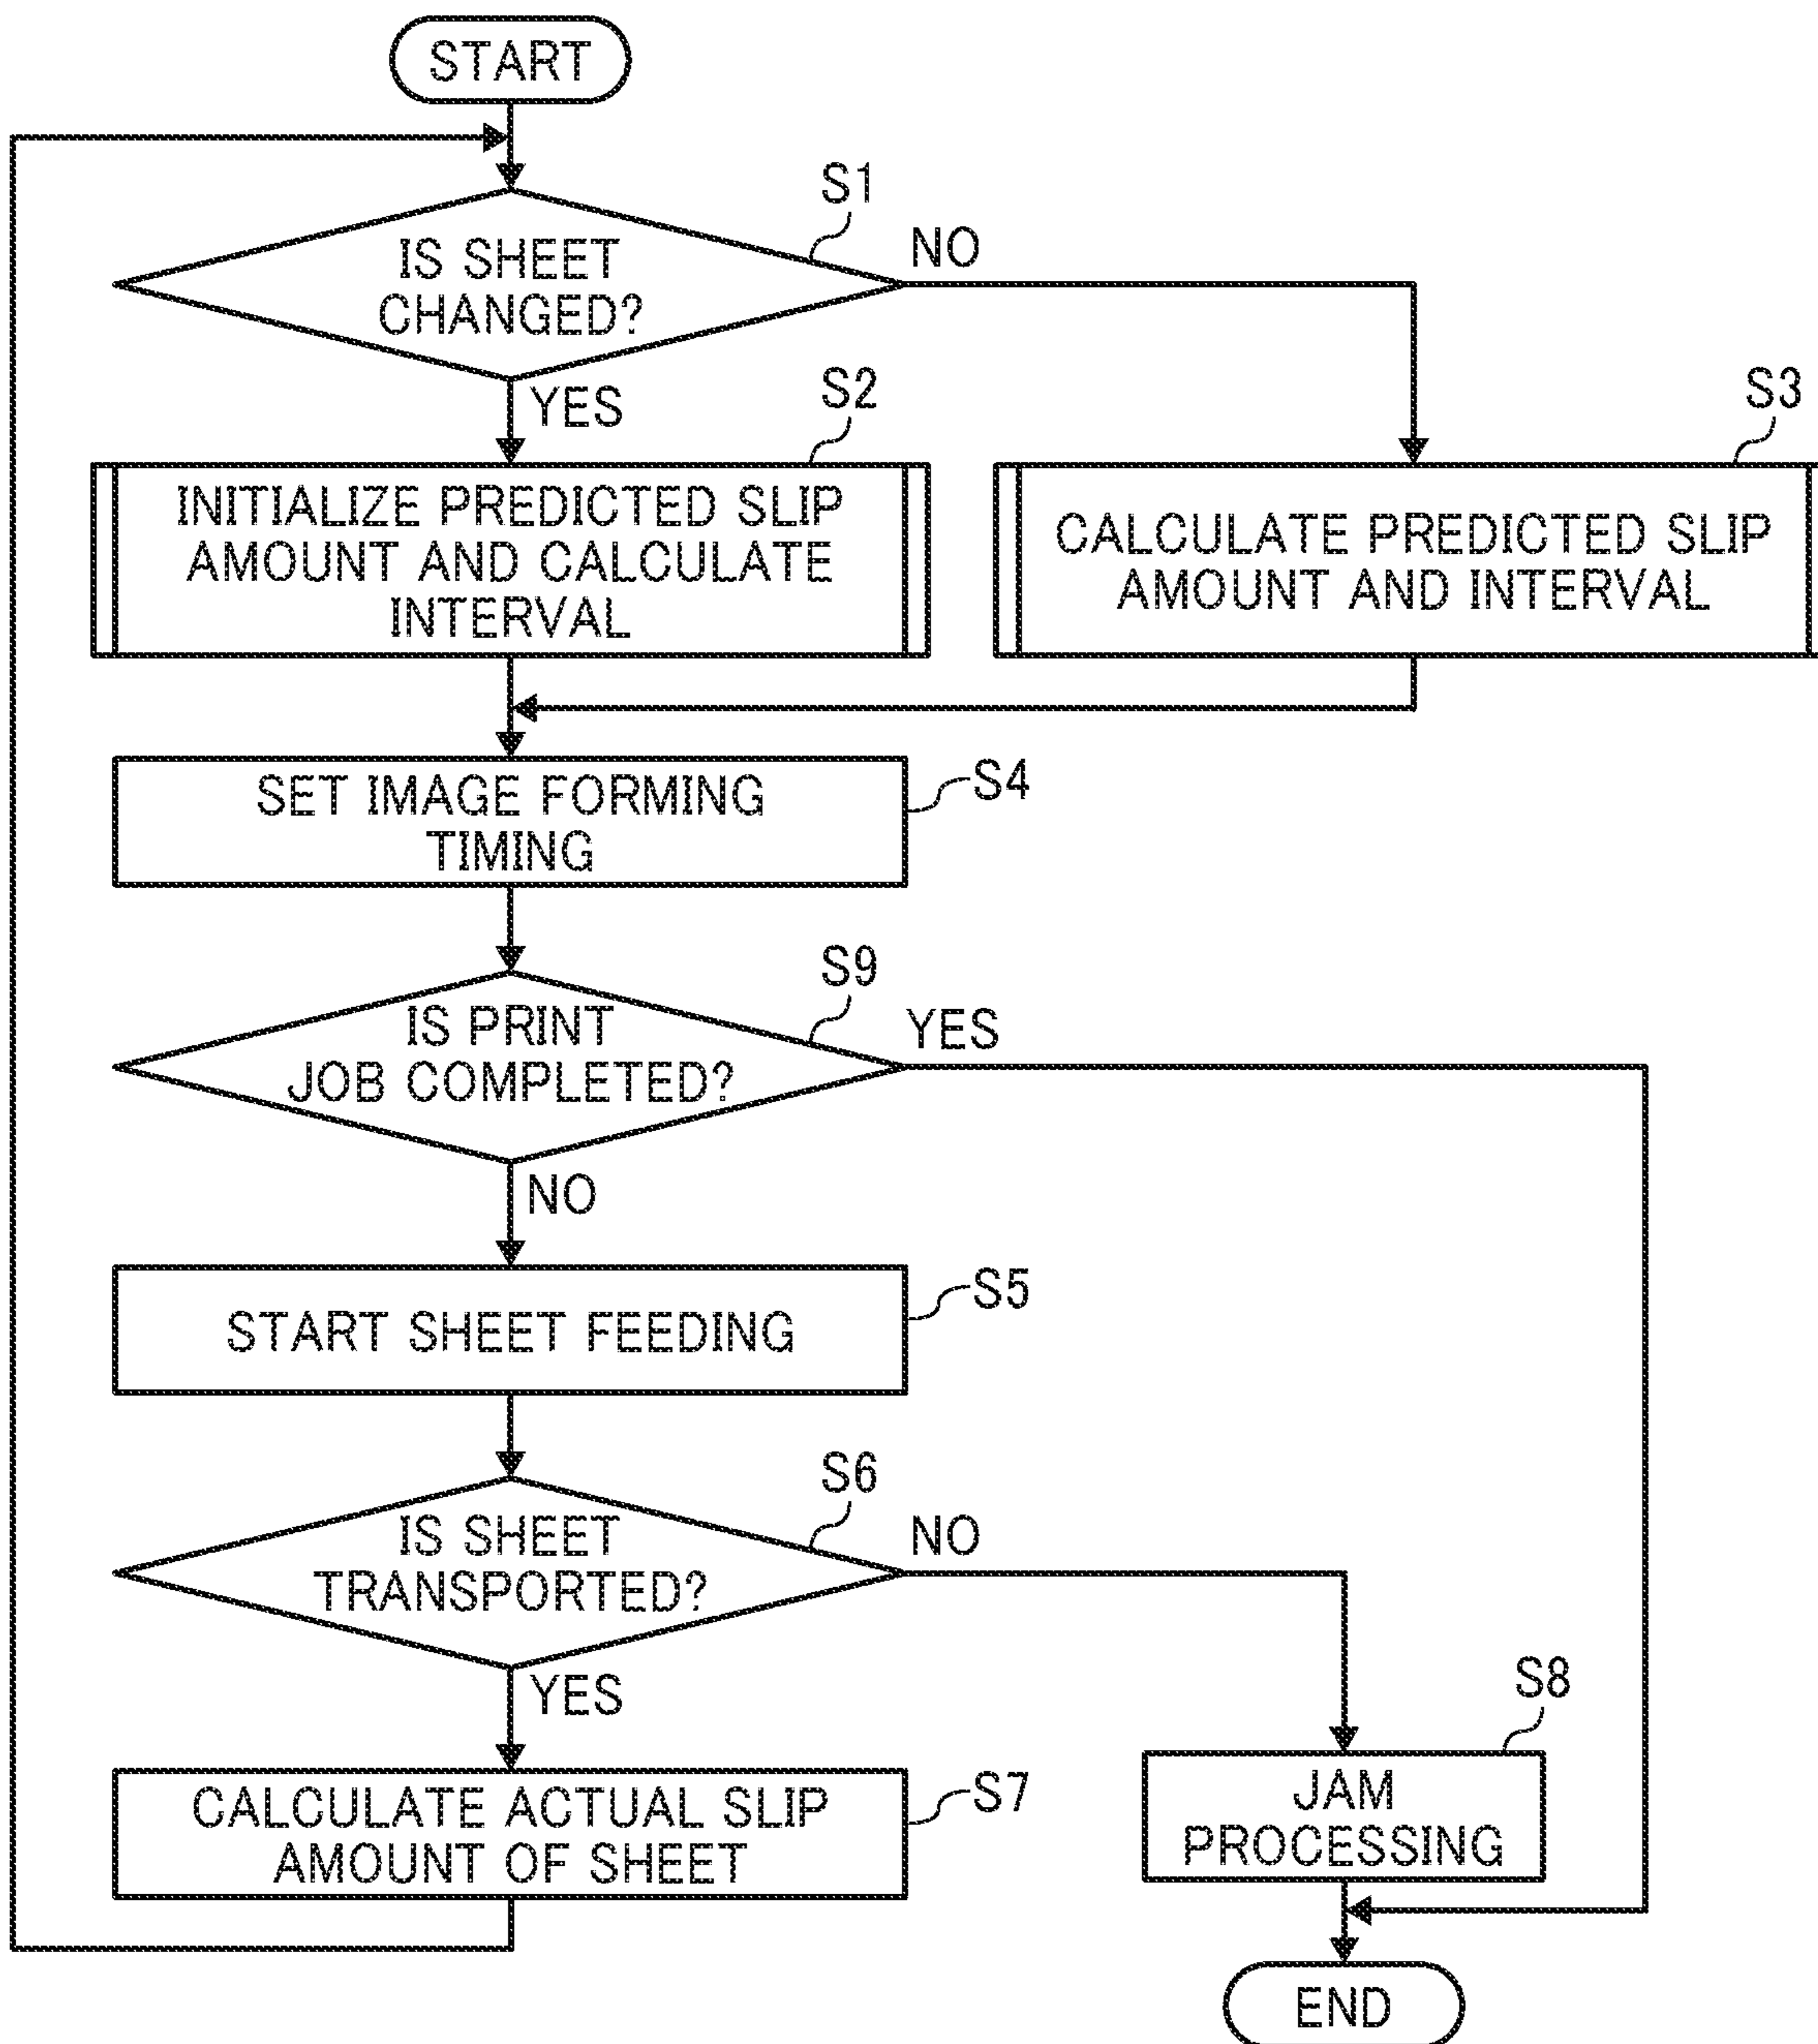 START
S1
IS SHEET
CHANGED?
NO
YES
S2
INITIALIZE PREDICTED SLIP
AMOUNT AND CALCULATE
INTERVAL
S3
CALCULATE PREDICTED SLIP
AMOUNT AND INTERVAL
SET IMAGE FORMING
TIMING
S4
S9
IS PRINT
JOB COMPLETED?
YES
NO
START SHEET FEEDING
S5
S6
IS SHEET
TRANSPORTED?
NO
YES
CALCULATE ACTUAL SLIP
AMOUNT OF SHEET
S7
S8
JAM
PROCESSING
END